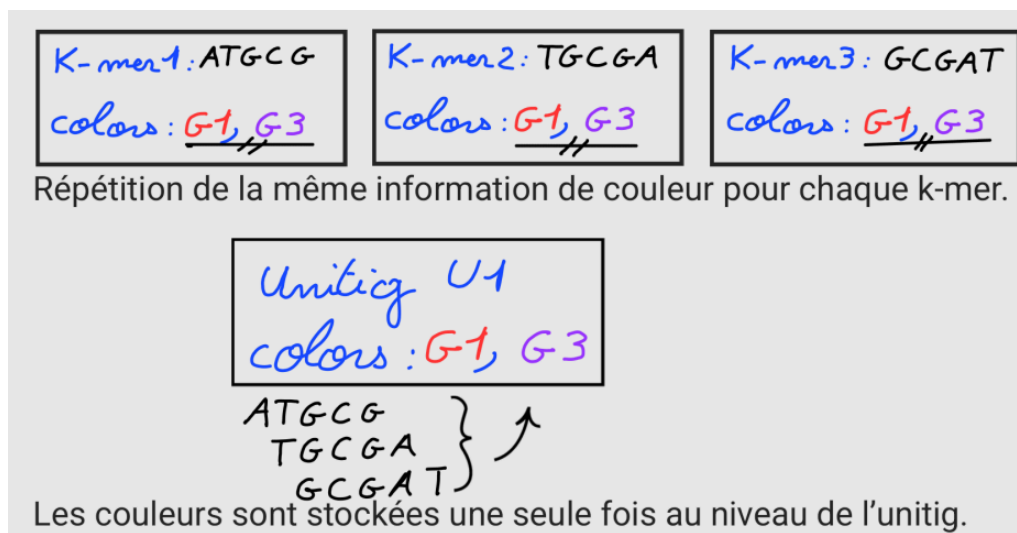 K-mer1: ATGCG
colors: G1, G3
K-mer2: TGCGA
colors: G1, G3
K-mer3: GCGAT
colors: G1, G3
Répétition de la même information de couleur pour chaque k-mer.
Unitig U1
colors: G1, G3
ATGCG
TGCGA
GCGAT
Les couleurs sont stockées une seule fois au niveau de l'unitig.